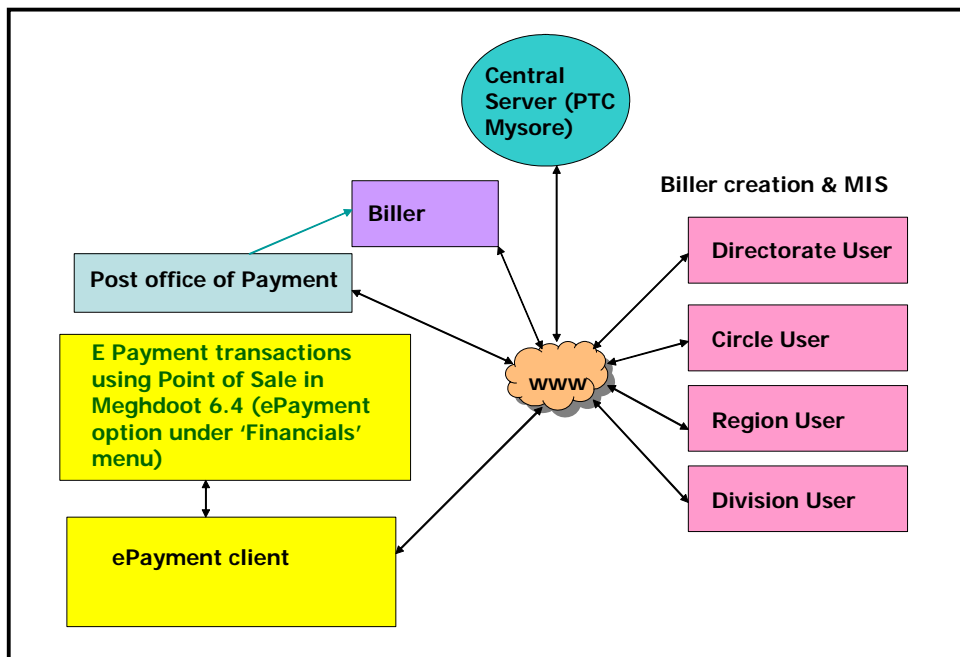 Central
Server (PTC
Mysore)
Biller creation & MIS
Biller
Directorate User
Post office of Payment
Circle User
E Payment transactions
using Point of Sale in
Meghdoot 6.4 (ePayment
option under ‘Financials’
menu)
www
Region User
Division User
ePayment client